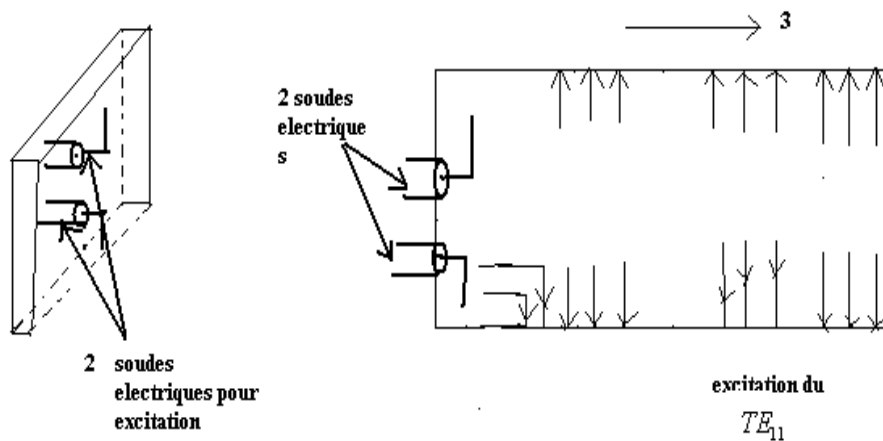 3
2 soudes
electrique
s
2 soudes
electriques pour
excitation
excitation du
TE₁₁